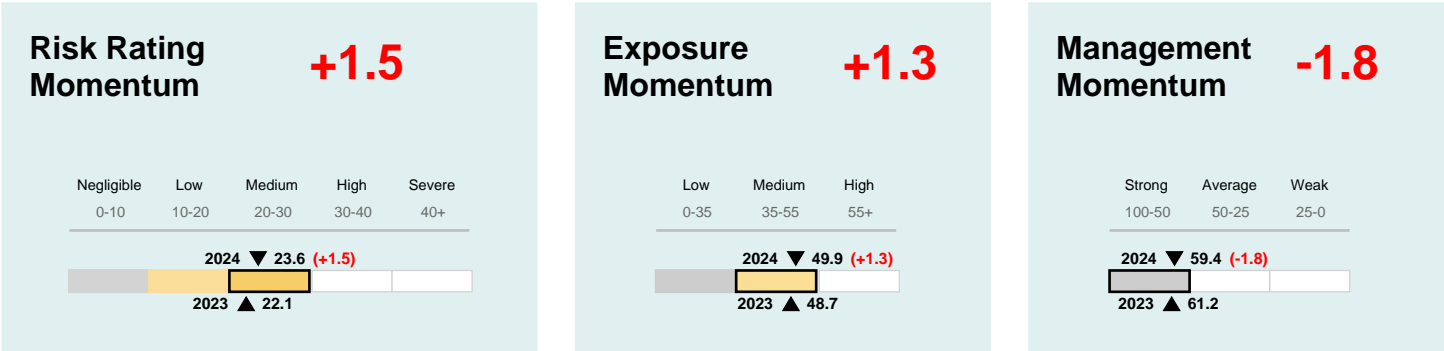 Risk Rating
Momentum
+1.5
Negligible Low Medium High Severe
0-10 10-20 20-30 30-40 40+
2024 ▼ 23.6 (+1.5)
2023 ▲ 22.1
Exposure
Momentum
+1.3
Low Medium High
0-35 35-55 55+
2024 ▼ 49.9 (+1.3)
2023 ▲ 48.7
Management
Momentum
-1.8
Strong Average Weak
100-50 50-25 25-0
2024 ▼ 59.4 (-1.8)
2023 ▲ 61.2